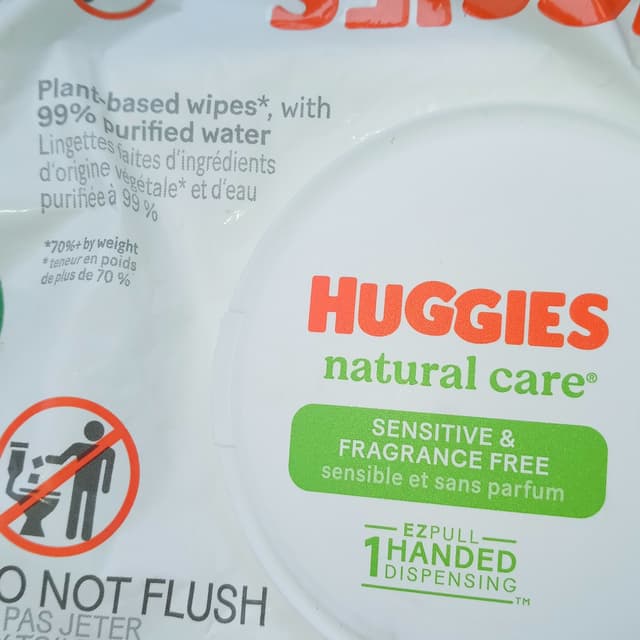 Plant-based wipes*, with
99% purified water
Lingettes faites d'ingrédients
d'origine végétale* et d'eau
purifiée à 99 %
*70%+ by weight
*teneur en poids
de plus de 70 %
HUGGIES
natural care®
SENSITIVE &
FRAGRANCE FREE
sensible et sans parfum
EZPULL
1 HANDED
DISPENSING™
O NOT FLUSH
PAS JETER